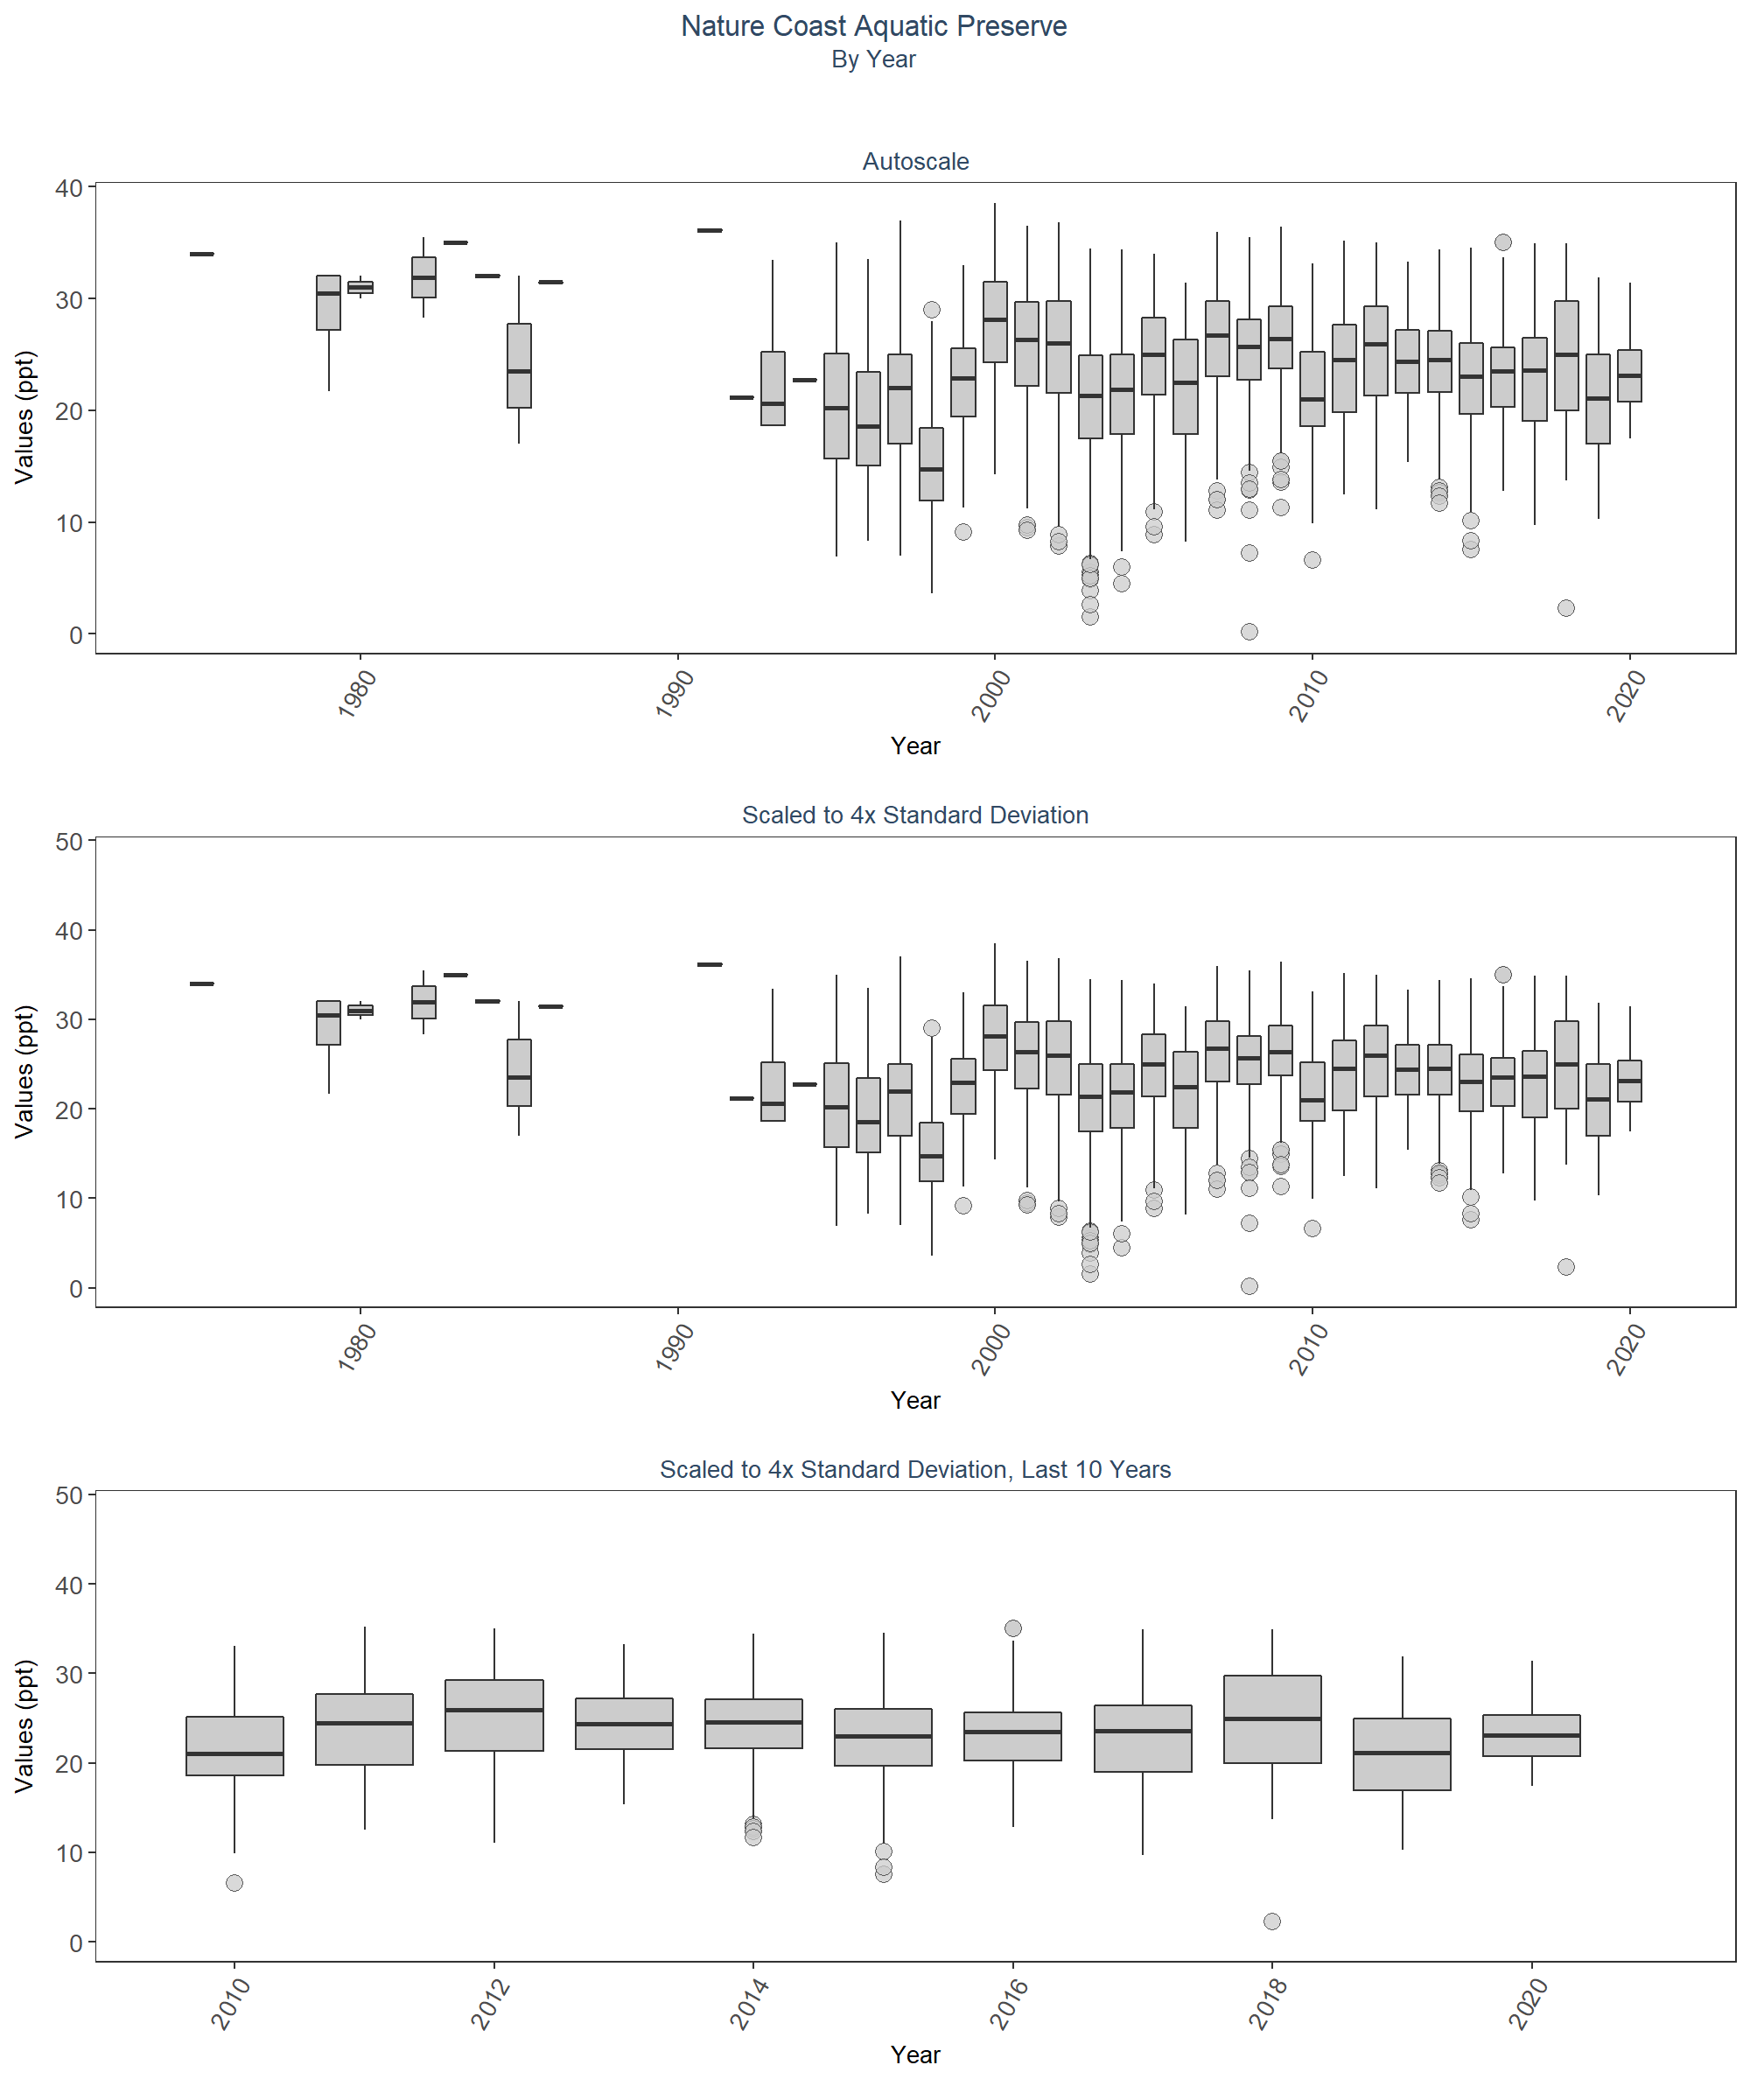 Nature Coast Aquatic Preserve
By Year
Autoscale
40
30
20
10
0
Values (ppt)
1980 1990 2000 2010 2020
Year
Scaled to 4x Standard Deviation
50
40
30
20
10
0
Values (ppt)
1980 1990 2000 2010 2020
Year
Scaled to 4x Standard Deviation, Last 10 Years
50
40
30
20
10
0
Values (ppt)
2010 2012 2014 2016 2018 2020
Year